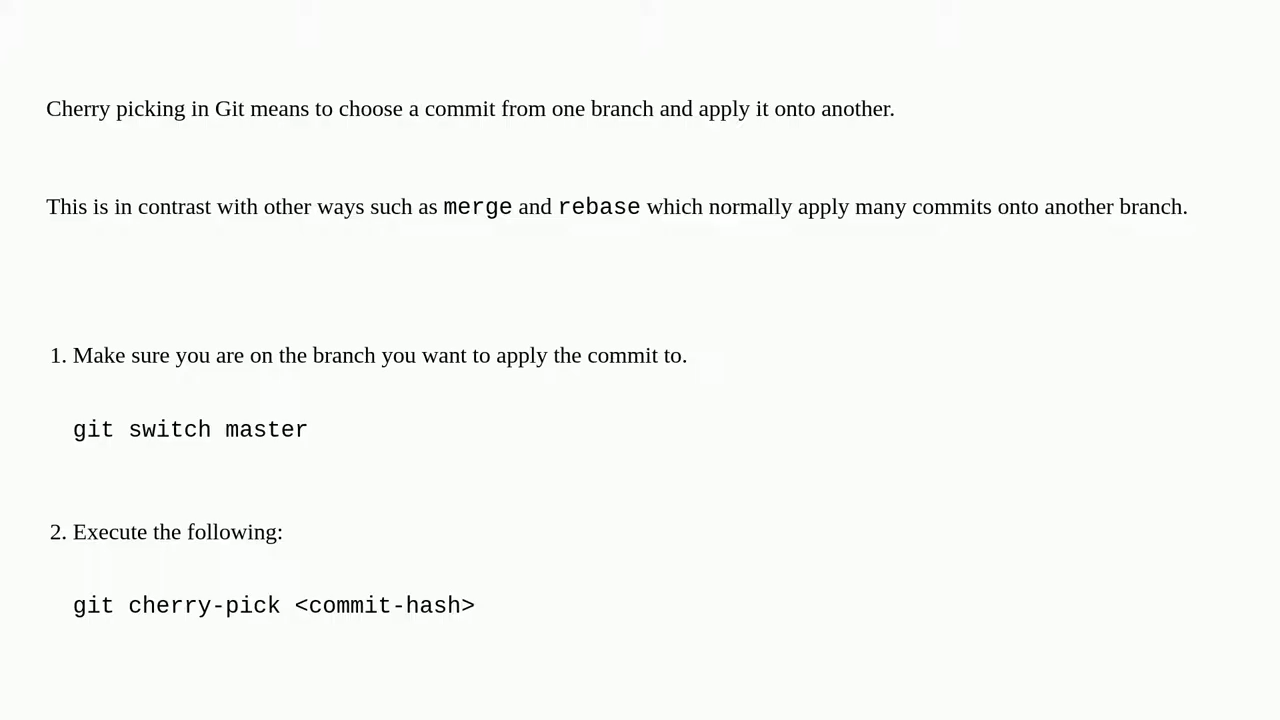 Cherry picking in Git means to choose a commit from one branch and apply it onto another.
This is in contrast with other ways such as merge and rebase which normally apply many commits onto another branch.
1. Make sure you are on the branch you want to apply the commit to.
git switch master
2. Execute the following:
git cherry-pick <commit-hash>